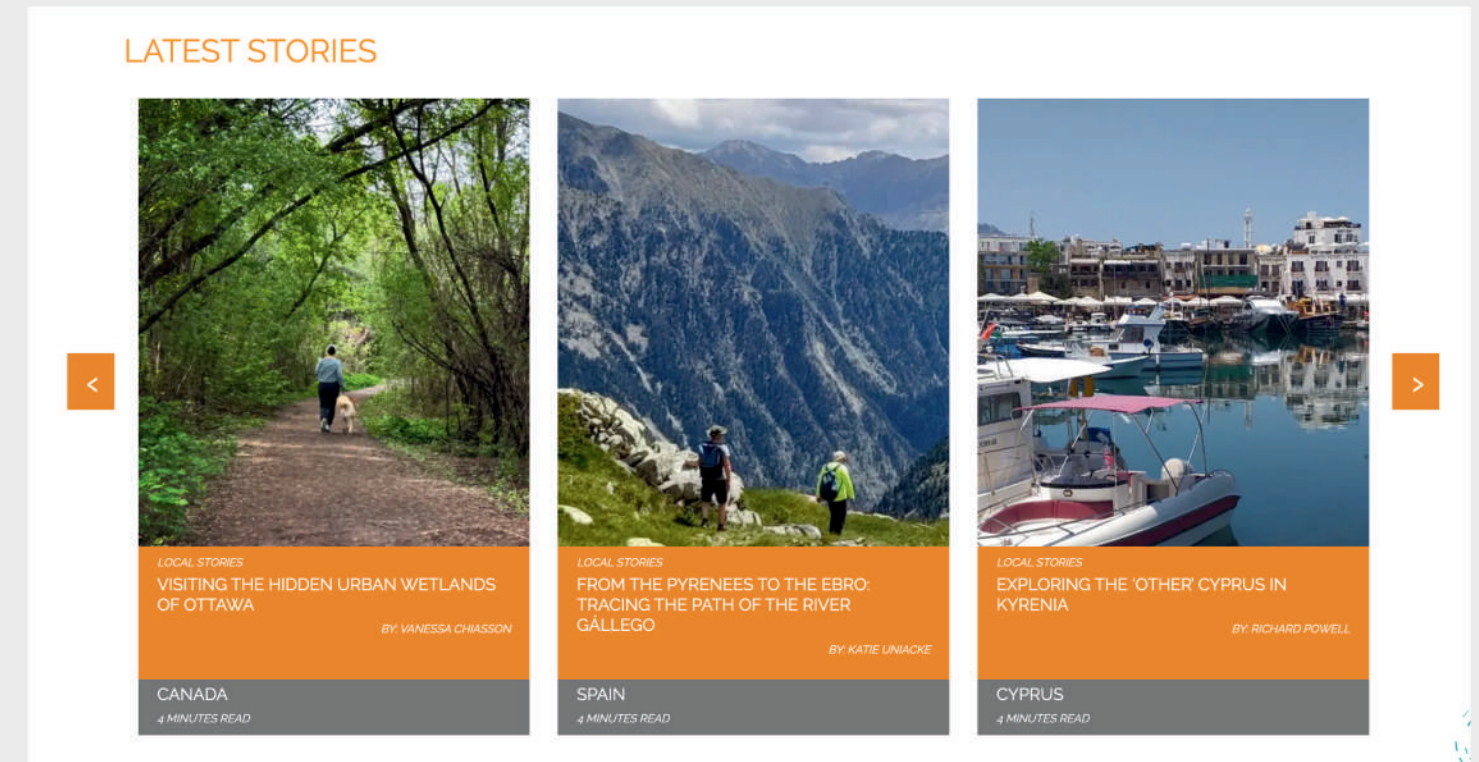 LATEST STORIES
<
LOCAL STORIES
VISITING THE HIDDEN URBAN WETLANDS
OF OTTAWA
BY: VANESSA CHIASSON
CANADA
4 MINUTES READ
LOCAL STORIES
FROM THE PYRENEES TO THE EBRO:
TRACING THE PATH OF THE RIVER
GÁLLEGO
BY: KATIE UNIACKE
SPAIN
4 MINUTES READ
LOCAL STORIES
EXPLORING THE 'OTHER' CYPRUS IN
KYRENIA
BY: RICHARD POWELL
CYPRUS
4 MINUTES READ
>